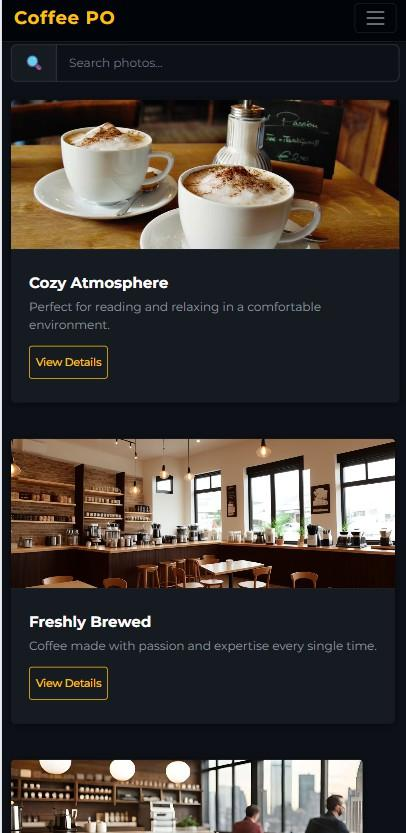 Coffee PO
Search photos...
Passion
Cozy Atmosphere
Perfect for reading and relaxing in a comfortable
environment.
View Details
Freshly Brewed
Coffee made with passion and expertise every single time.
View Details